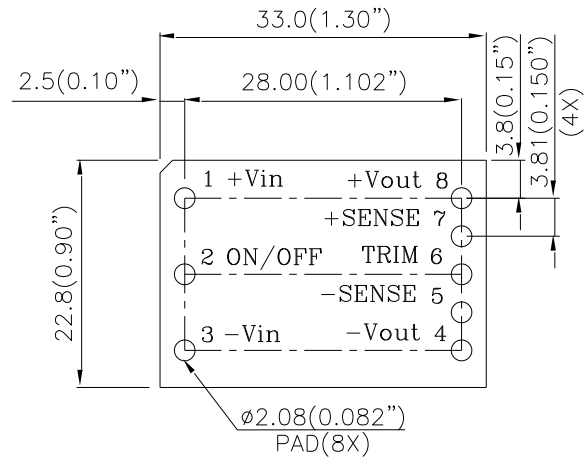 33.0(1.30”)
2.5(0.10”)
28.00(1.102”)
3.8(0.15”)
3.81(0.150”)
(4X)
22.8(0.90”)
1 +Vin
+Vout 8
+SENSE 7
2 ON/OFF
TRIM 6
−SENSE 5
3 −Vin
−Vout 4
ø2.08(0.082”)
PAD(8X)